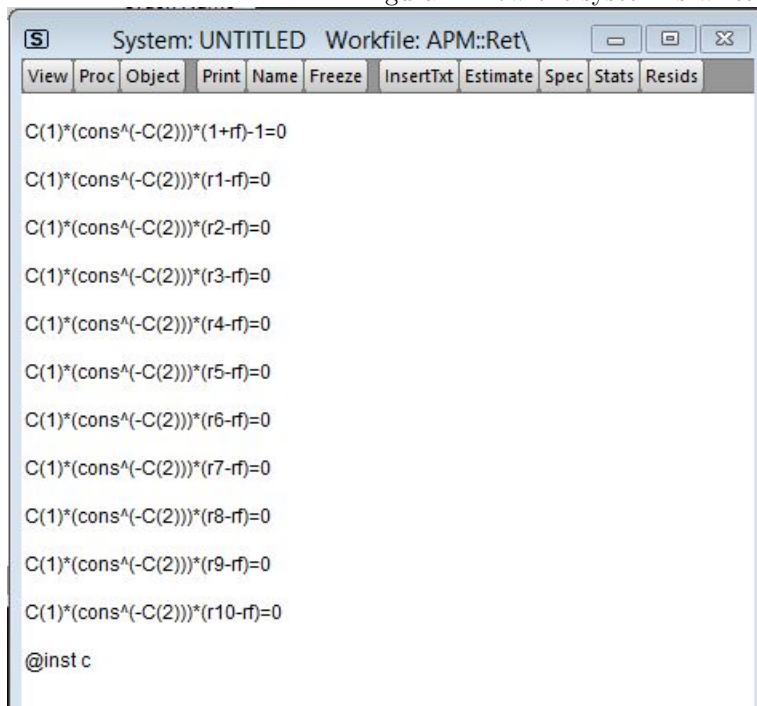 System: UNTITLED Workfile: APM::Ret\
View Proc Object Print Name Freeze InsertTxt Estimate Spec Stats Resids
C(1)*(cons^(-C(2)))*(1+rf)-1=0
C(1)*(cons^(-C(2)))*(r1-rf)=0
C(1)*(cons^(-C(2)))*(r2-rf)=0
C(1)*(cons^(-C(2)))*(r3-rf)=0
C(1)*(cons^(-C(2)))*(r4-rf)=0
C(1)*(cons^(-C(2)))*(r5-rf)=0
C(1)*(cons^(-C(2)))*(r6-rf)=0
C(1)*(cons^(-C(2)))*(r7-rf)=0
C(1)*(cons^(-C(2)))*(r8-rf)=0
C(1)*(cons^(-C(2)))*(r9-rf)=0
C(1)*(cons^(-C(2)))*(r10-rf)=0
@inst c